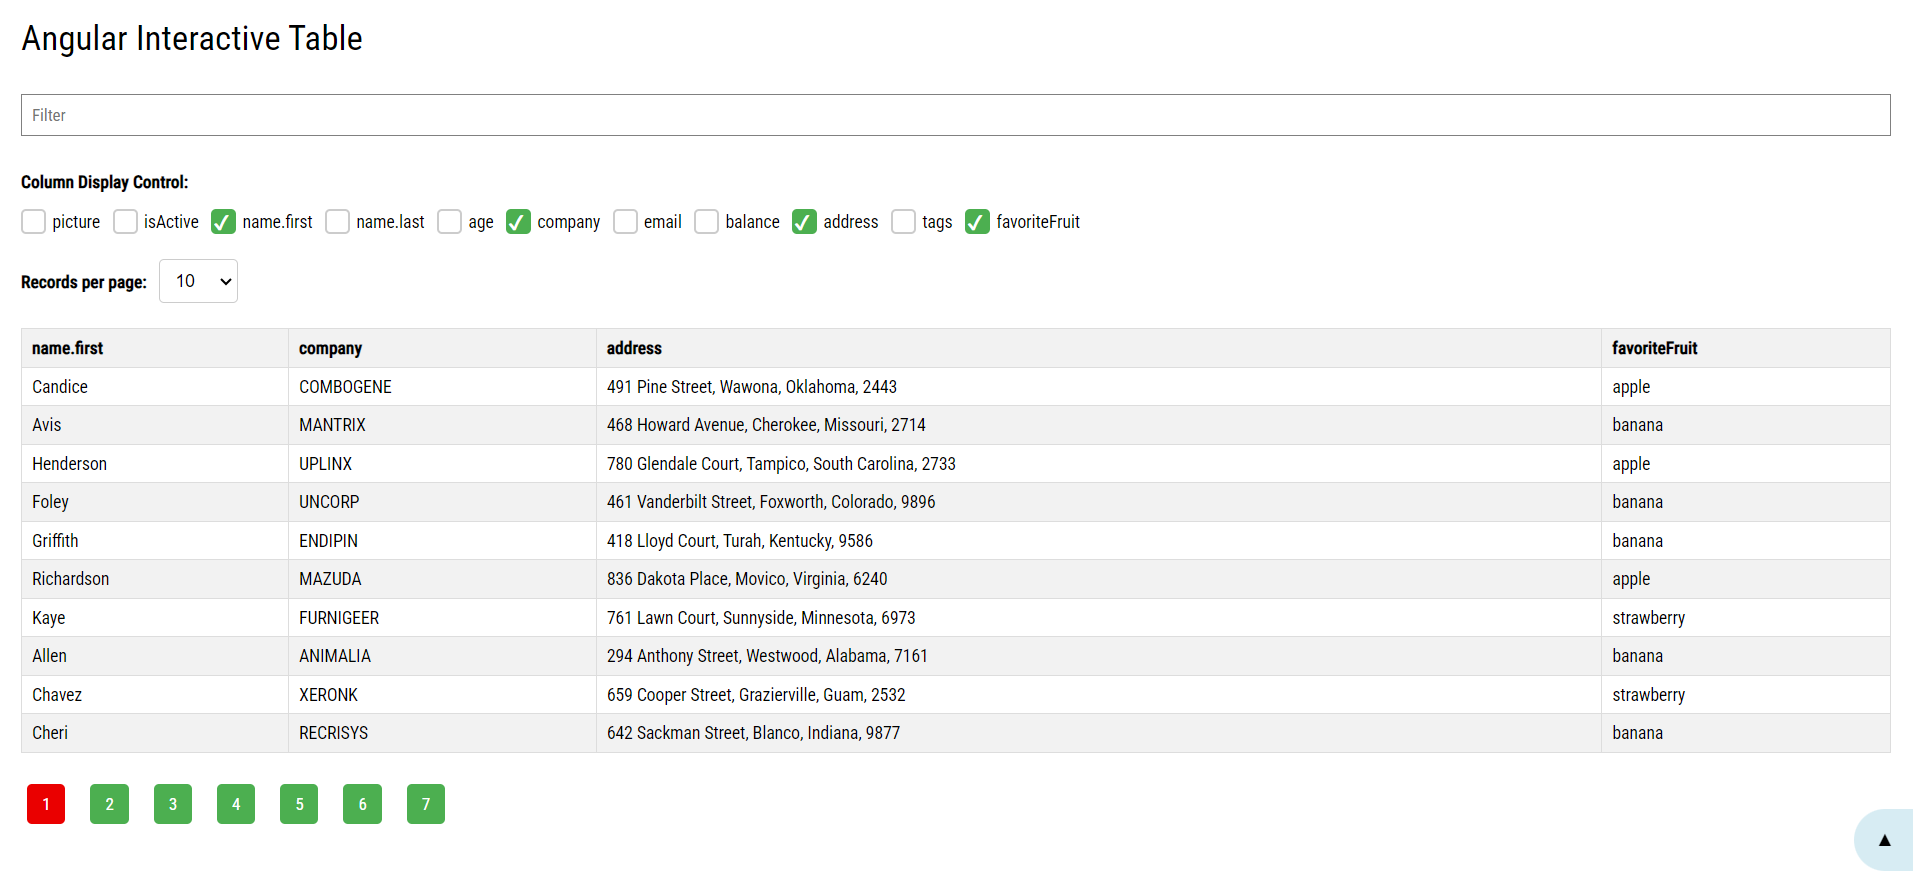 Angular Interactive Table
Filter
Column Display Control:
picture isActive name.first name.last age company email balance address tags favoriteFruit
Records per page: 10
name.first company address favoriteFruit
Candice COMBOGENE 491 Pine Street, Wawona, Oklahoma, 2443 apple
Avis MANTRIX 468 Howard Avenue, Cherokee, Missouri, 2714 banana
Henderson UPLINX 780 Glendale Court, Tampico, South Carolina, 2733 apple
Foley UNCORP 461 Vanderbilt Street, Foxworth, Colorado, 9896 banana
Griffith ENDIPIN 418 Lloyd Court, Turah, Kentucky, 9586 banana
Richardson MAZUDA 836 Dakota Place, Movico, Virginia, 6240 apple
Kaye FURNIGEER 761 Lawn Court, Sunnyside, Minnesota, 6973 strawberry
Allen ANIMALIA 294 Anthony Street, Westwood, Alabama, 7161 banana
Chavez XERONK 659 Cooper Street, Grazierville, Guam, 2532 strawberry
Cheri RECRISYS 642 Sackman Street, Blanco, Indiana, 9877 banana
1 2 3 4 5 6 7
▲